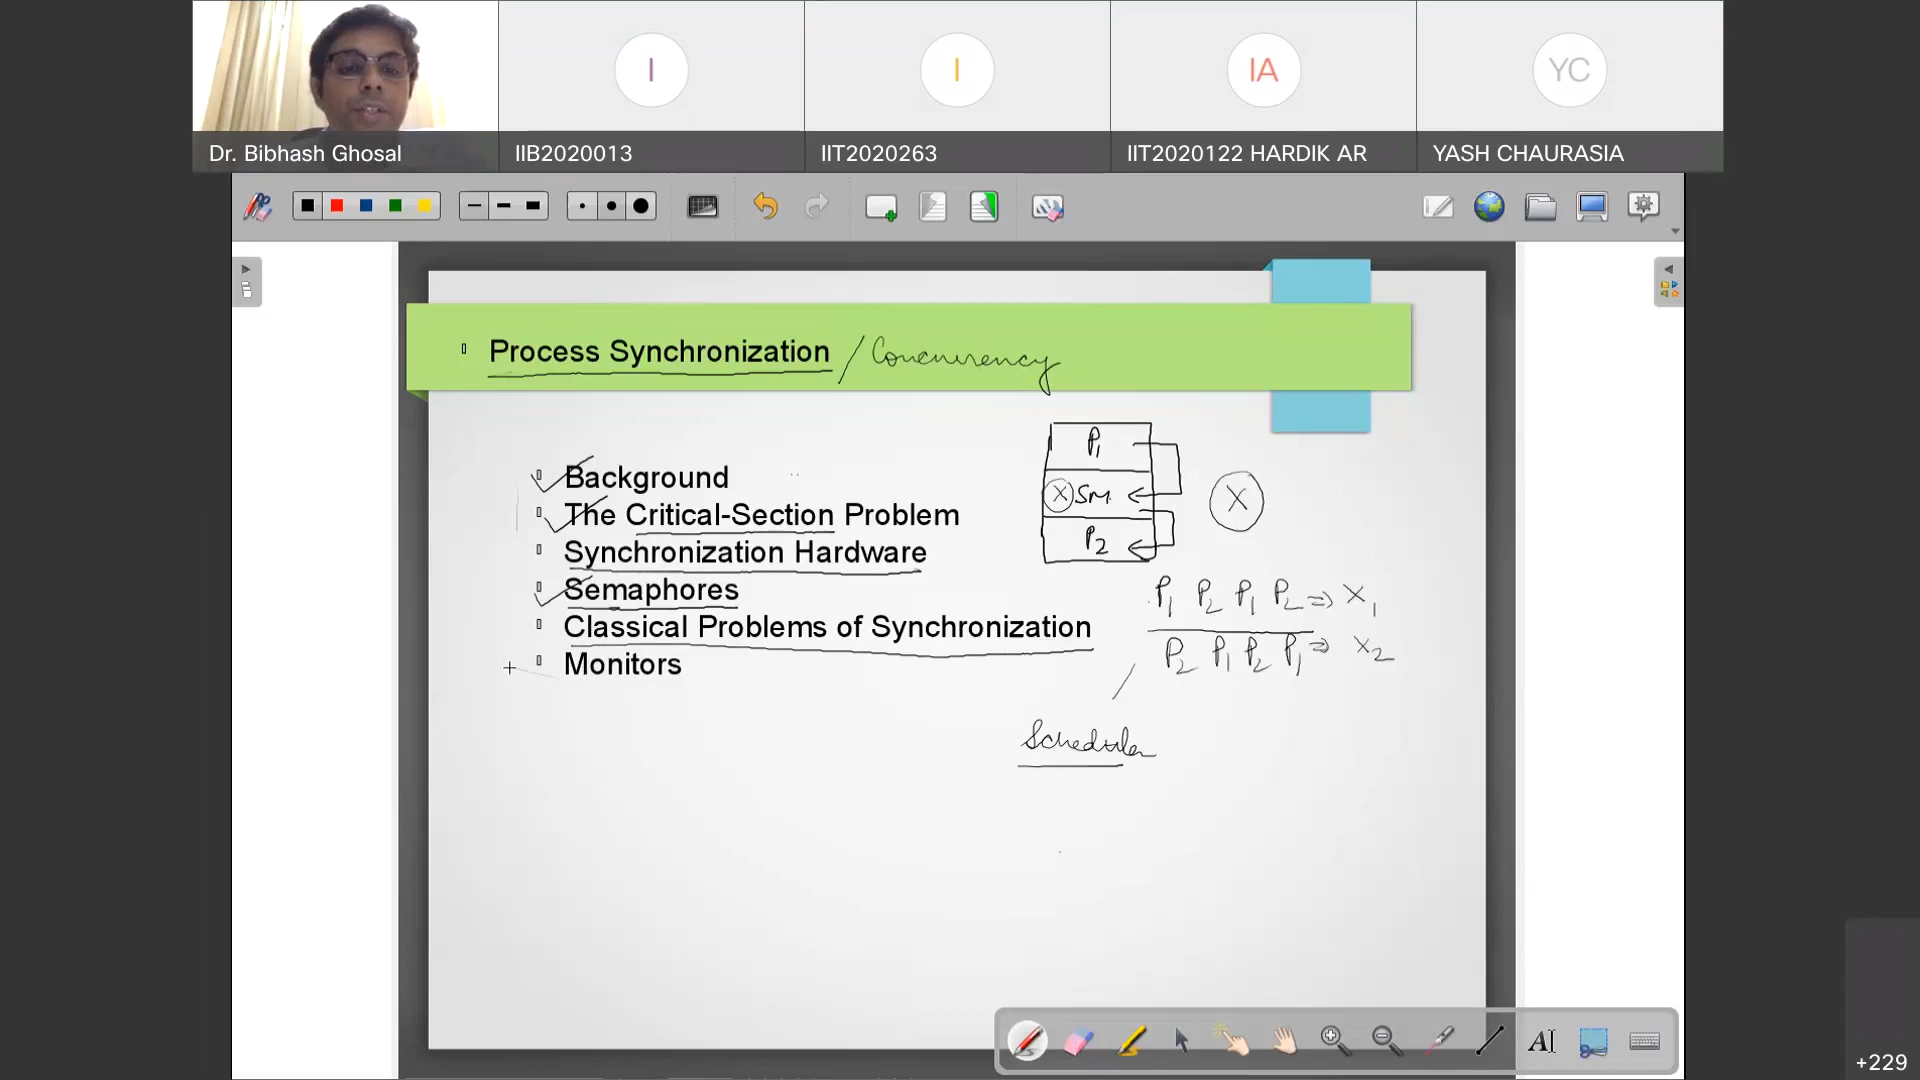 I
I
IA
YC
Dr. Bibhash Ghosal
IIB2020013
IIT2020263
IIT2020122 HARDIK AR
YASH CHAURASIA
Process Synchronization / Concurrency
Background
The Critical-Section Problem
Synchronization Hardware
Semaphores
Classical Problems of Synchronization
Monitors
P1
X SM
P2
X
P1 P2 P1 P2 ⇒ X1
P2 P1 P2 P1 ⇒ X2
Scheduler
A
+229